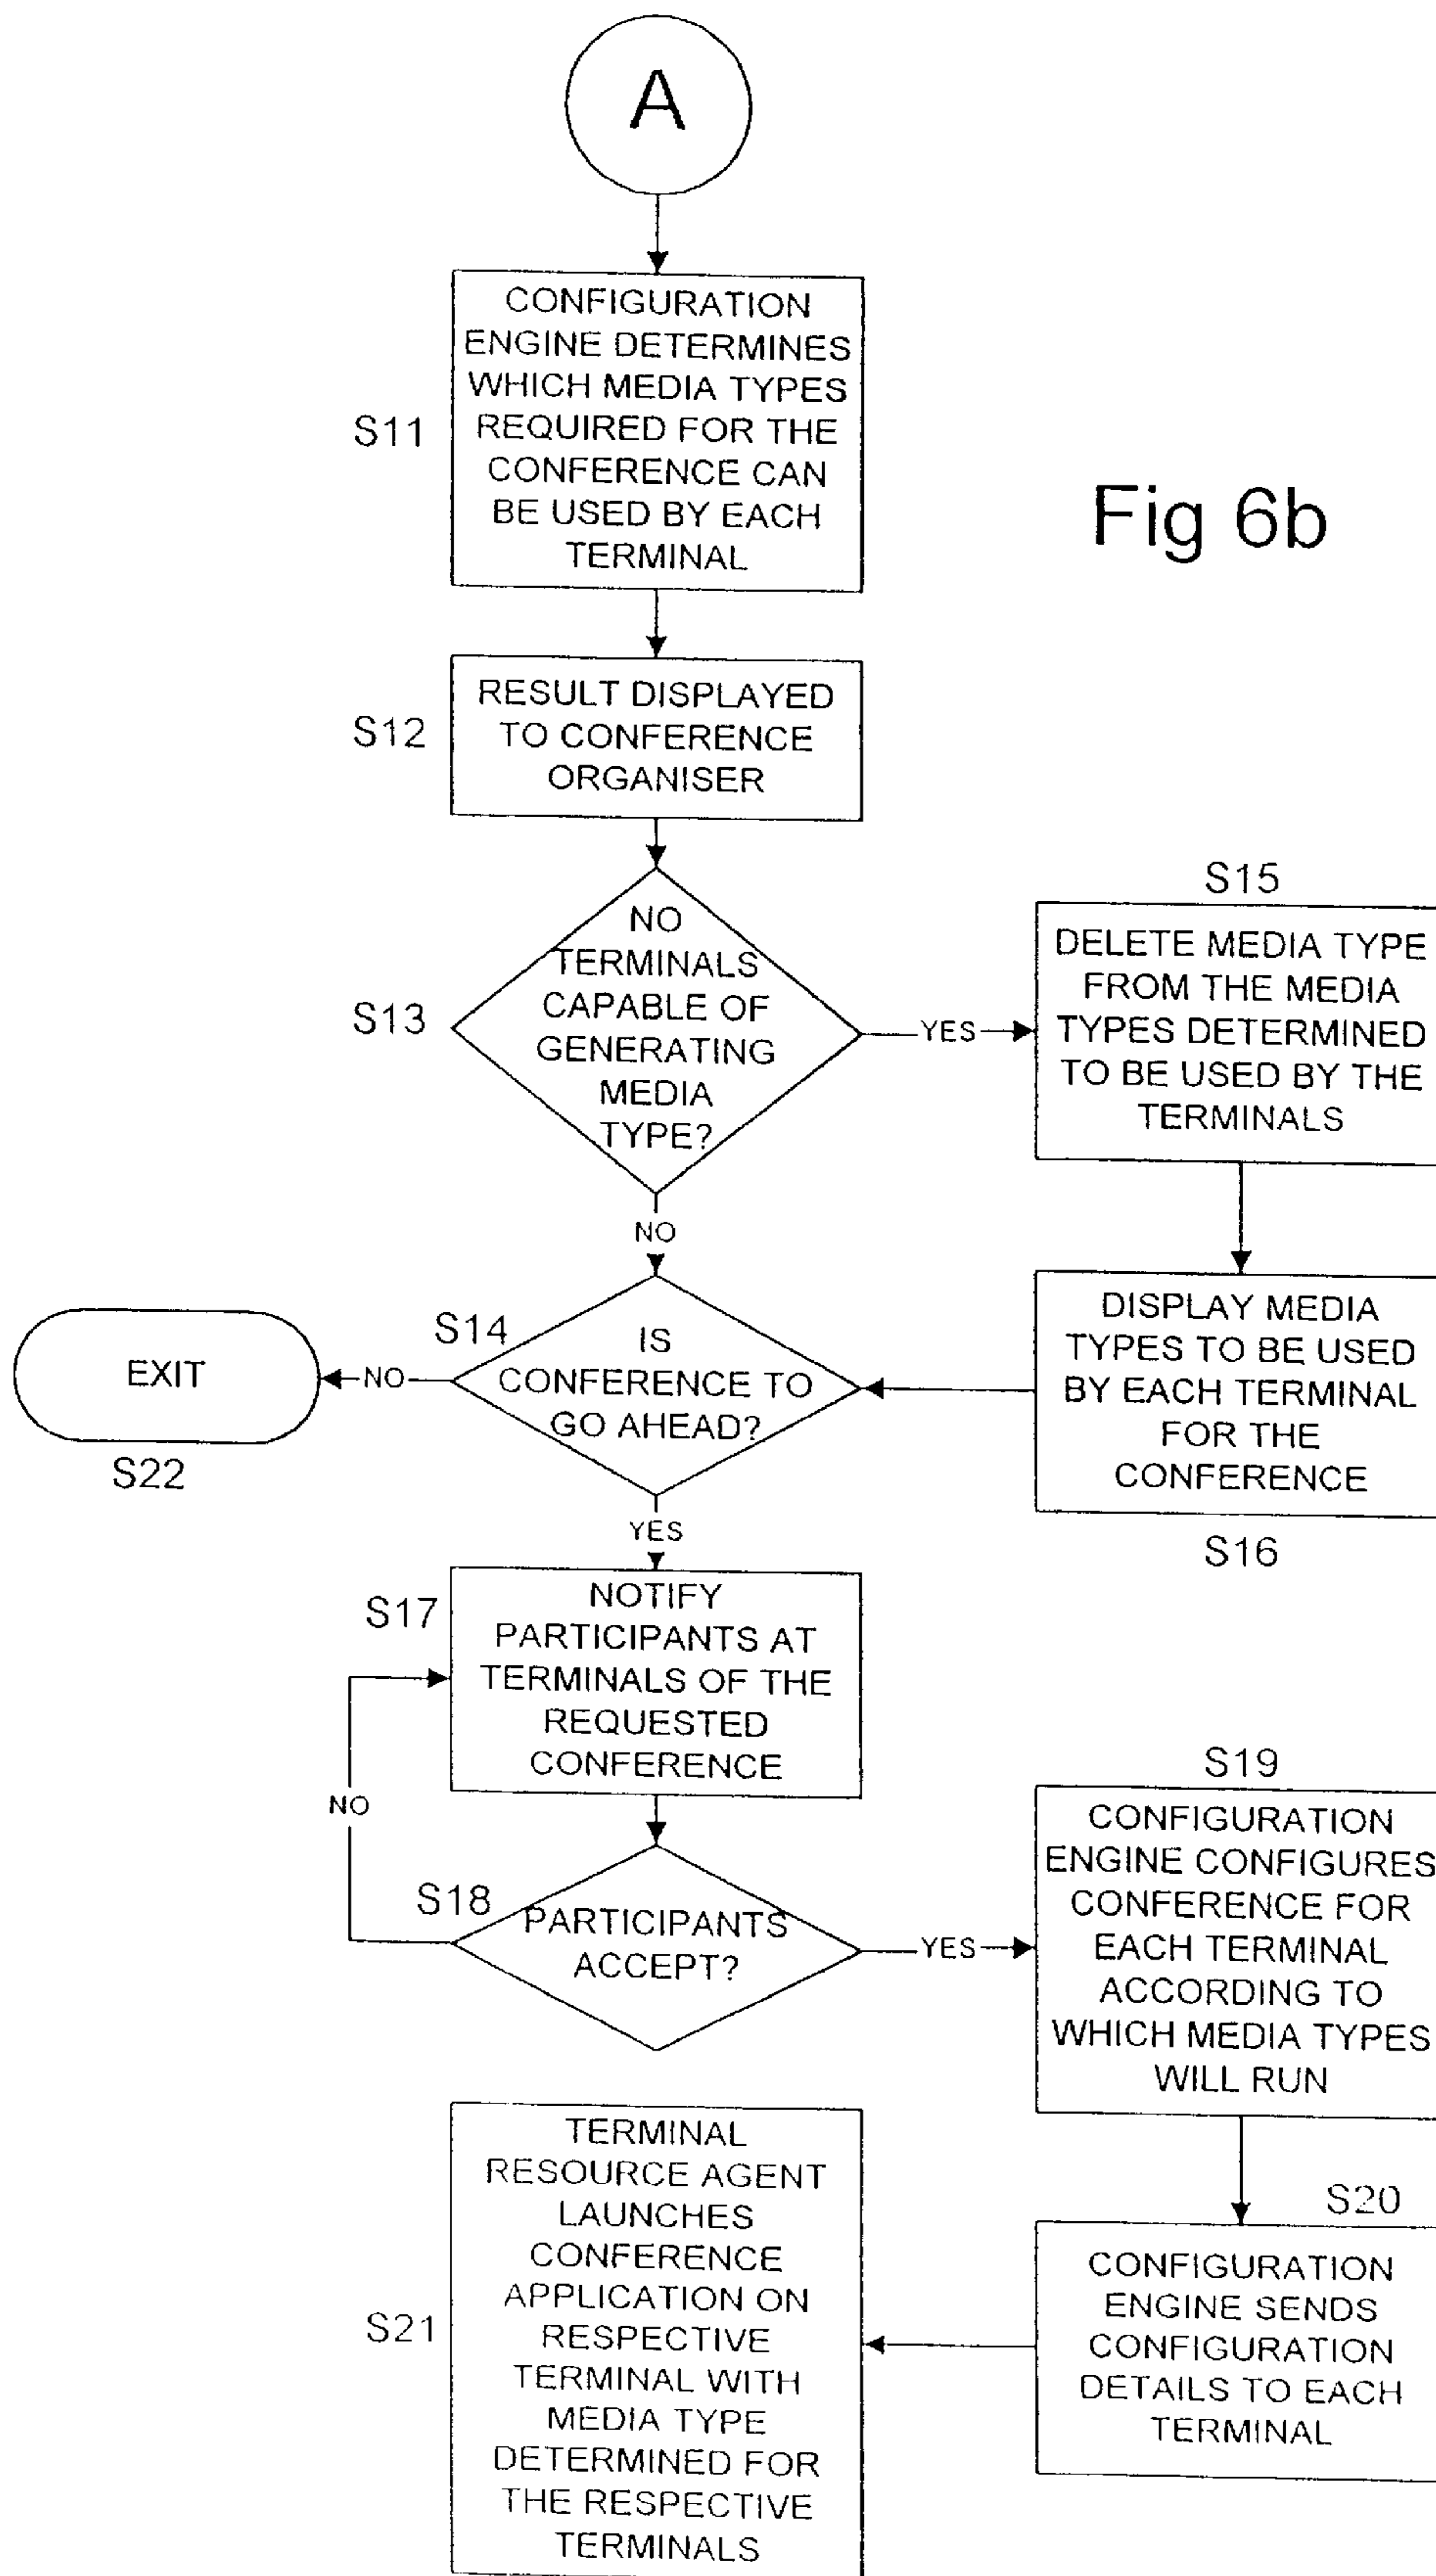 A
S11
CONFIGURATION
ENGINE DETERMINES
WHICH MEDIA TYPES
REQUIRED FOR THE
CONFERENCE CAN
BE USED BY EACH
TERMINAL
Fig 6b
S12
RESULT DISPLAYED
TO CONFERENCE
ORGANISER
S13
NO
TERMINALS
CAPABLE OF
GENERATING
MEDIA
TYPE?
YES
S15
DELETE MEDIA TYPE
FROM THE MEDIA
TYPES DETERMINED
TO BE USED BY THE
TERMINALS
NO
S14
IS
CONFERENCE TO
GO AHEAD?
NO
EXIT
S22
DISPLAY MEDIA
TYPES TO BE USED
BY EACH TERMINAL
FOR THE
CONFERENCE
S16
YES
S17
NOTIFY
PARTICIPANTS AT
TERMINALS OF THE
REQUESTED
CONFERENCE
NO
S18
PARTICIPANTS
ACCEPT?
YES
S19
CONFIGURATION
ENGINE CONFIGURES
CONFERENCE FOR
EACH TERMINAL
ACCORDING TO
WHICH MEDIA TYPES
WILL RUN
S20
CONFIGURATION
ENGINE SENDS
CONFIGURATION
DETAILS TO EACH
TERMINAL
S21
TERMINAL
RESOURCE AGENT
LAUNCHES
CONFERENCE
APPLICATION ON
RESPECTIVE
TERMINAL WITH
MEDIA TYPE
DETERMINED FOR
THE RESPECTIVE
TERMINALS